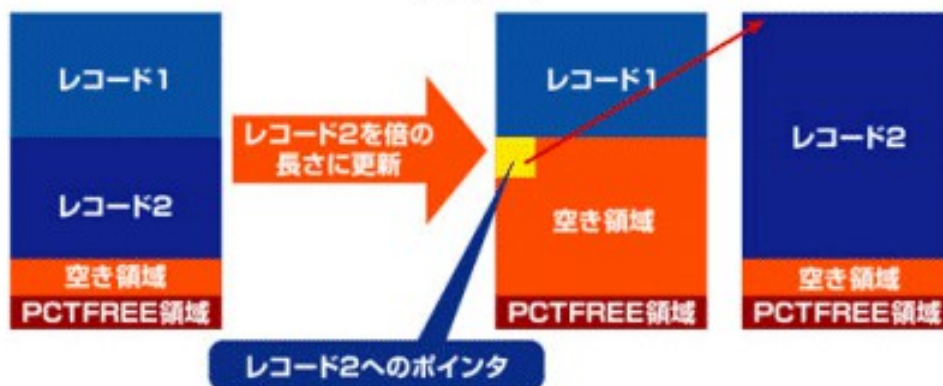 レコード1
レコード2
空き領域
PCTFREE領域
レコード2を倍の
長さに更新
レコード1
空き領域
PCTFREE領域
レコード2へのポインタ
レコード2
空き領域
PCTFREE領域